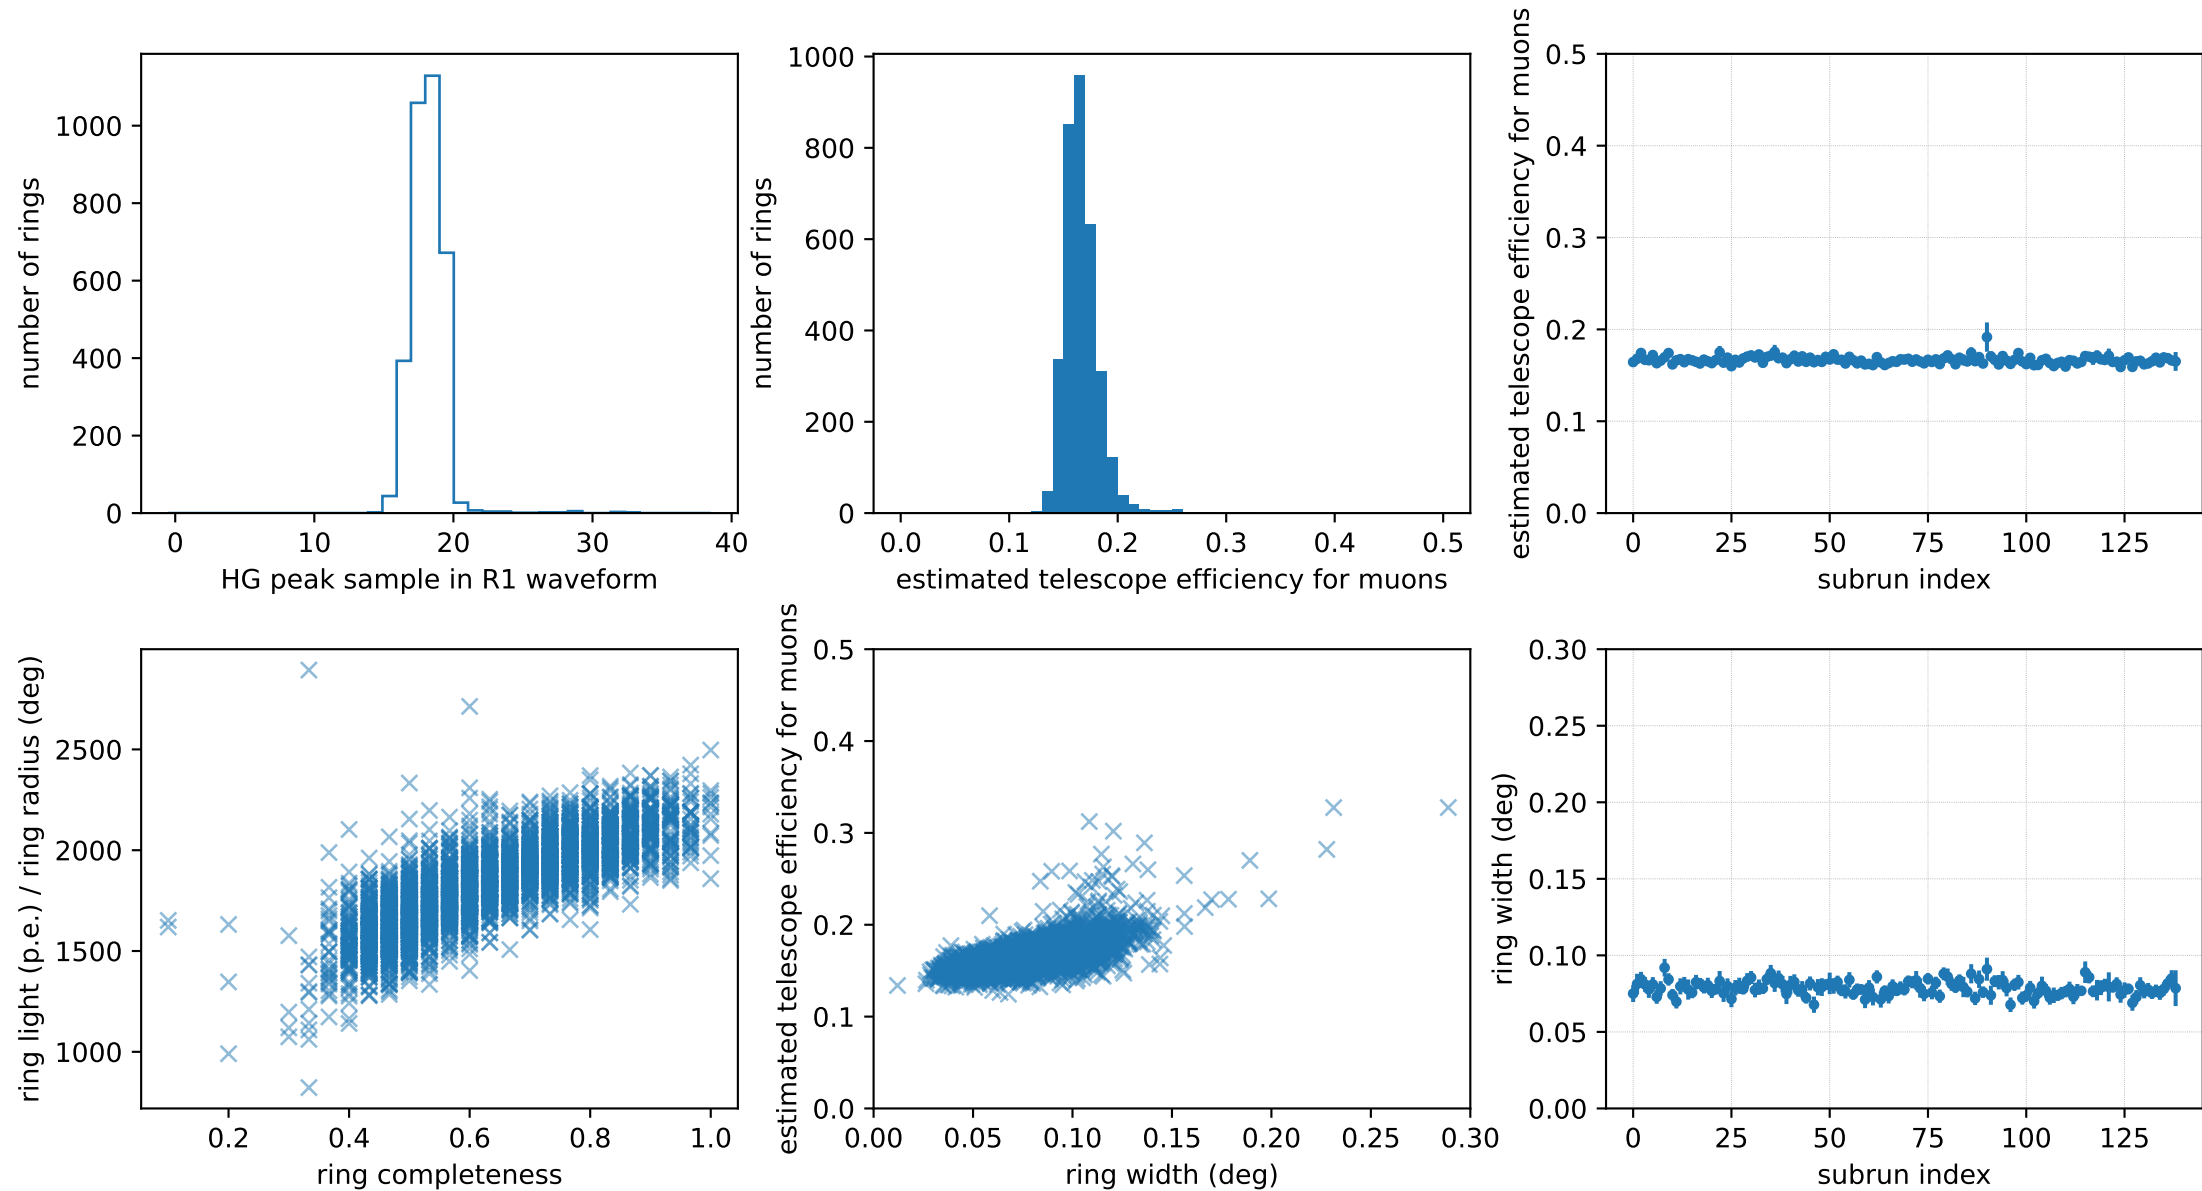 number of rings
1000
800
600
400
200
0
0 10 20 30 40
HG peak sample in R1 waveform
number of rings
1000
800
600
400
200
0
0.0 0.1 0.2 0.3 0.4 0.5
estimated telescope efficiency for muons
estimated telescope efficiency for muons
0.5
0.4
0.3
0.2
0.1
0.0
0 25 50 75 100 125
subrun index
ring light (p.e.) / ring radius (deg)
2500
2000
1500
1000
0.2 0.4 0.6 0.8 1.0
ring completeness
estimated telescope efficiency for muons
0.5
0.4
0.3
0.2
0.1
0.0
0.00 0.05 0.10 0.15 0.20 0.25 0.30
ring width (deg)
ring width (deg)
0.30
0.25
0.20
0.15
0.10
0.05
0.00
0 25 50 75 100 125
subrun index